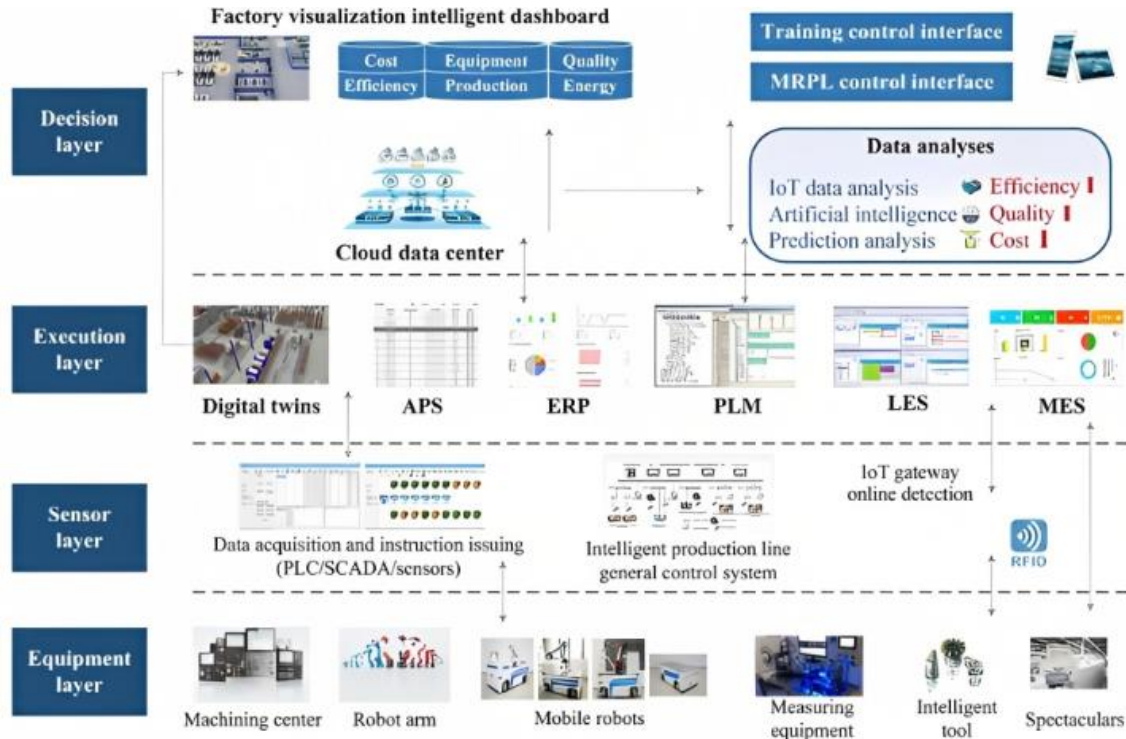 Factory visualization intelligent dashboard
Cost
Equipment
Quality
Efficiency
Production
Energy
Training control interface
MRPL control interface
Decision
layer
Data analyses
IoT data analysis
Efficiency
Artificial intelligence
Quality
Prediction analysis
Cost
Cloud data center
Execution
layer
Digital twins
APS
ERP
PLM
LES
MES
Sensor
layer
Data acquisition and instruction issuing
(PLC/SCADA/sensors)
Intelligent production line
general control system
IoT gateway
online detection
RFID
Equipment
layer
Machining center
Robot arm
Mobile robots
Measuring
equipment
Intelligent
tool
Spectaculars